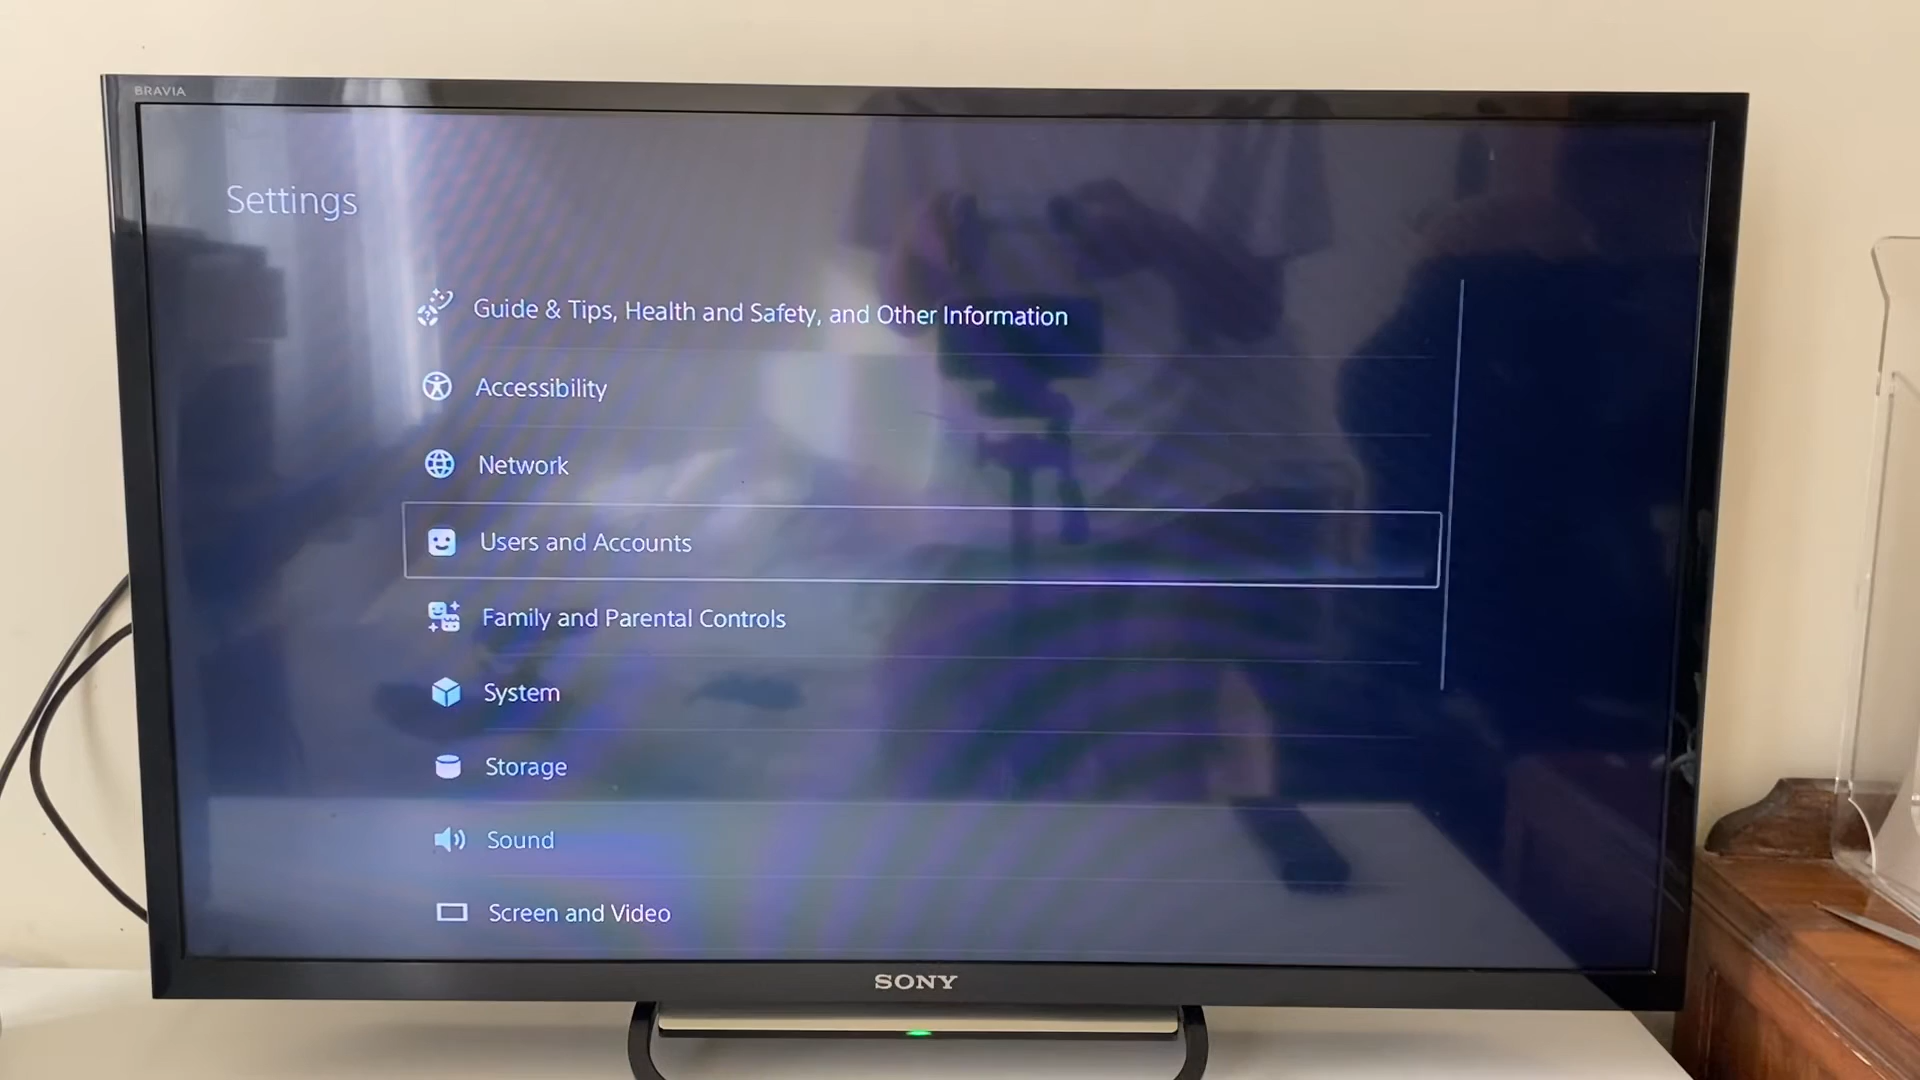 BRAVIA
Settings
Guide & Tips, Health and Safety, and Other Information
Accessibility
Network
Users and Accounts
Family and Parental Controls
System
Storage
Sound
Screen and Video
SONY